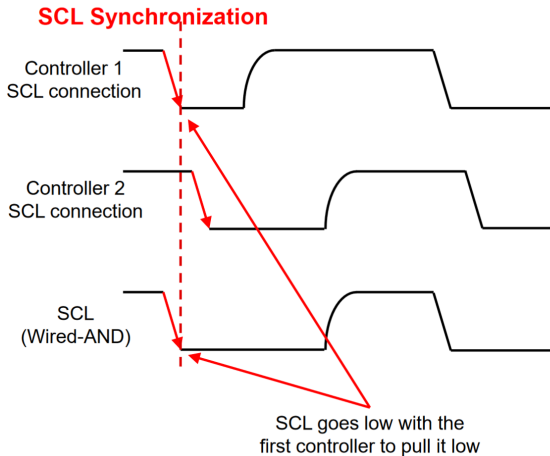 SCL Synchronization
Controller 1
SCL connection
Controller 2
SCL connection
SCL
(Wired-AND)
SCL goes low with the
first controller to pull it low